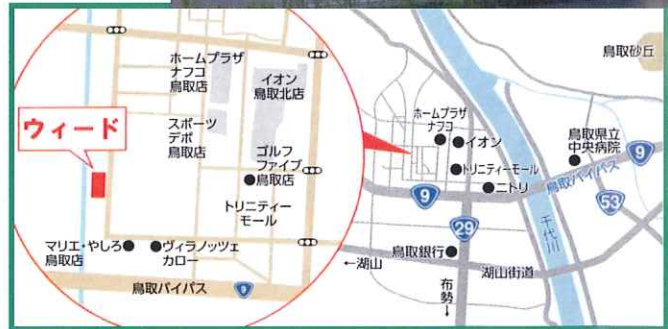 ホームプラザ
ナフコ
鳥取店
イオン
鳥取北店
ウィード
スポーツ
デポ
鳥取店
ゴルフ
ファイブ
鳥取店
トリニティー
モール
マリエ・やしろ
鳥取店
ヴィラノッツェ
カロー
鳥取バイパス
9
鳥取砂丘
ホームプラザ
ナフコ
イオン
トリニティーモール
ニトリ
鳥取県立
中央病院
9
鳥取バイパス
9
53
29
千代川
鳥取銀行
←湖山
湖山街道
布勢→